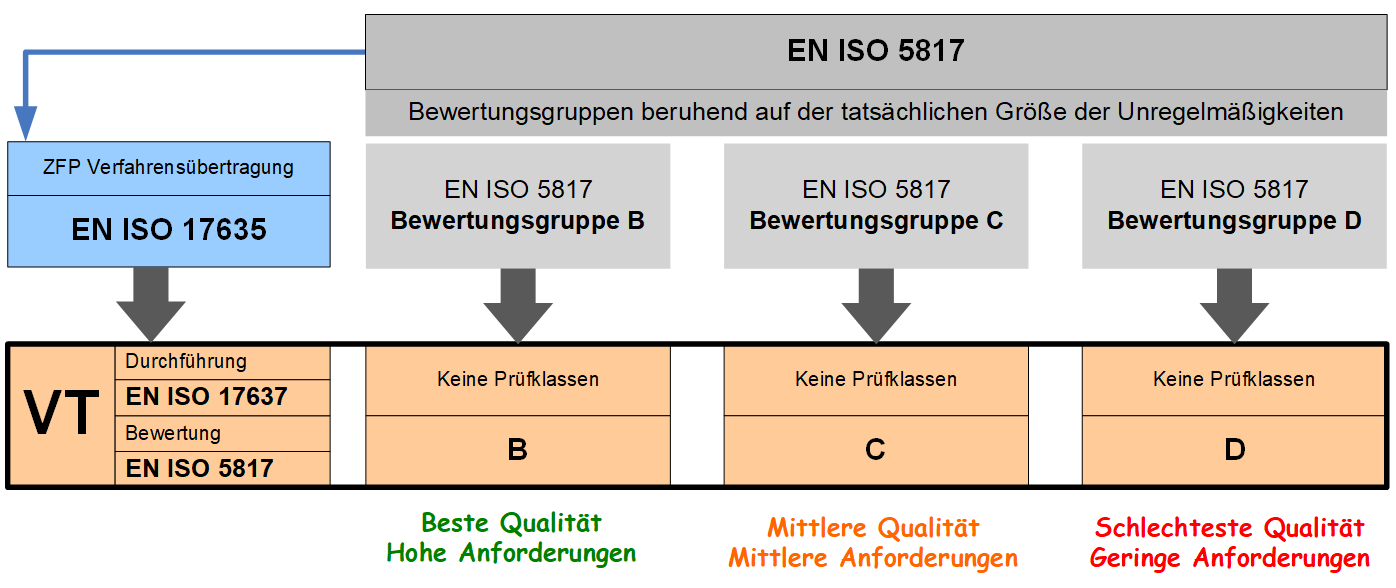 EN ISO 5817
Bewertungsgruppen beruhend auf der tatsächlichen Größe der Unregelmäßigkeiten
ZFP Verfahrensübertragung
EN ISO 17635
EN ISO 5817
Bewertungsgruppe B
EN ISO 5817
Bewertungsgruppe C
EN ISO 5817
Bewertungsgruppe D
VT
Durchführung
EN ISO 17637
Bewertung
EN ISO 5817
Keine Prüfklassen
B
Keine Prüfklassen
C
Keine Prüfklassen
D
Beste Qualität
Hohe Anforderungen
Mittlere Qualität
Mittlere Anforderungen
Schlechteste Qualität
Geringe Anforderungen